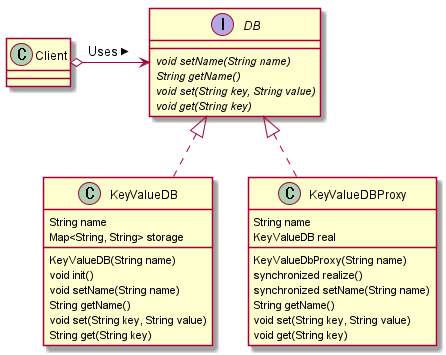 I DB
C Client
Uses ▶
void setName(String name)
String getName()
void set(String key, String value)
void get(String key)
C KeyValueDB
String name
Map<String, String> storage
KeyValueDB(String name)
void init()
void setName(String name)
String getName()
void set(String key, String value)
String get(String key)
C KeyValueDBProxy
String name
KeyValueDB real
KeyValueDbProxy(String name)
synchronized realize()
synchronized setName(String name)
String getName()
void set(String key, String value)
void get(String key)